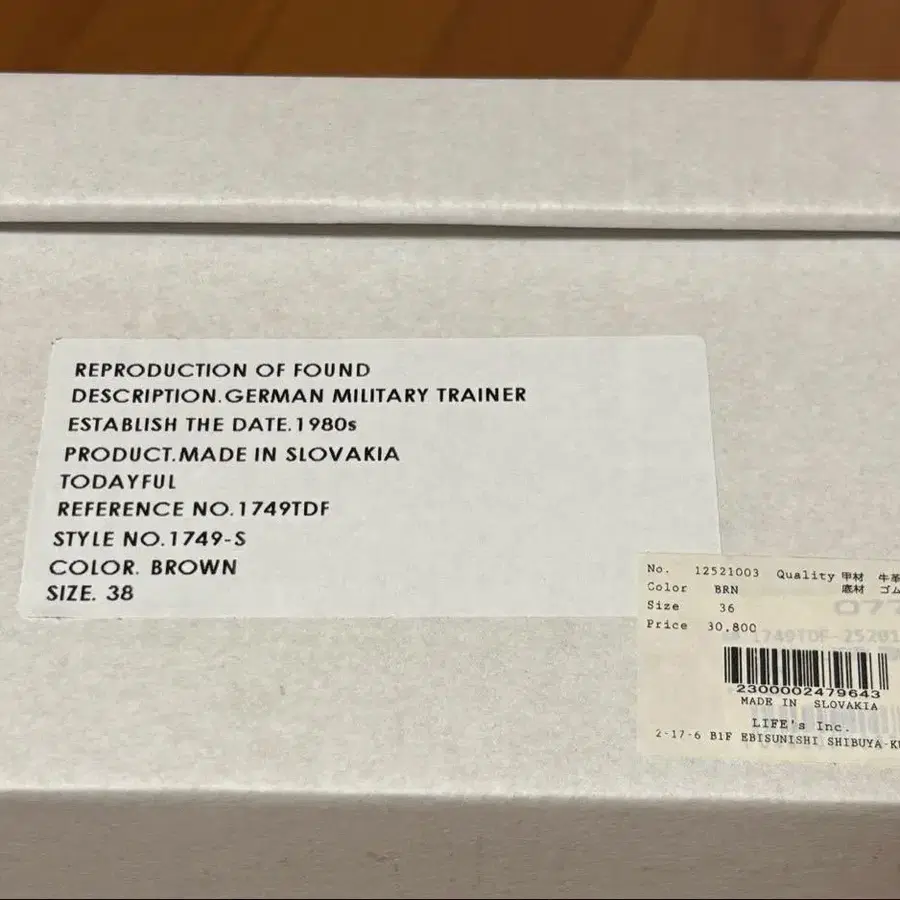 REPRODUCTION OF FOUND
DESCRIPTION.GERMAN MILITARY TRAINER
ESTABLISH THE DATE.1980s
PRODUCT.MADE IN SLOVAKIA
TODAYFUL
REFERENCE NO.1749TDF
STYLE NO.1749-S
COLOR. BROWN
SIZE. 38
No. 12521003 Quality 甲材 牛革
Color BRN 底材 ゴム
Size 36
Price 30,800
2300002479643
MADE IN SLOVAKIA
LIFE's Inc.
2-17-6 B1F EBISUNISHI SHIBUYA-